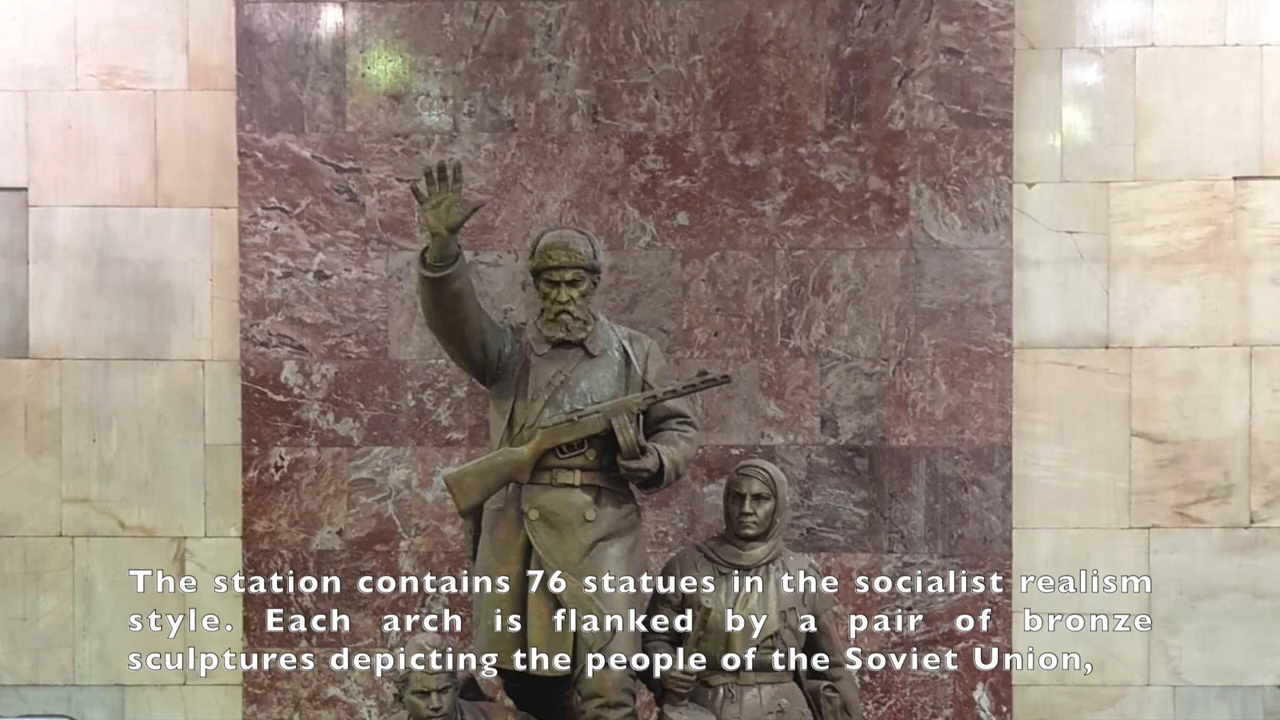 The station contains 76 statues in the socialist realism
style. Each arch is flanked by a pair of bronze
sculptures depicting the people of the Soviet Union,